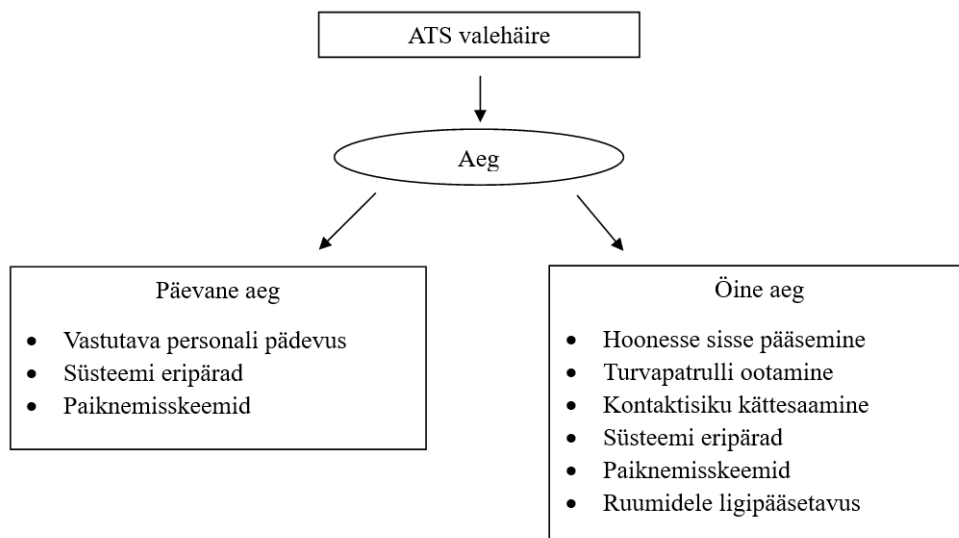 ATS valehäire
Aeg
Päevane aeg
• Vastutava personali pädevus
• Süsteemi eripärad
• Paiknemisskeemid
Öine aeg
• Hoonesse sisse pääsemine
• Turvapatrulli ootamine
• Kontaktisiku kättesaamine
• Süsteemi eripärad
• Paiknemisskeemid
• Ruumidele ligipääsetavus